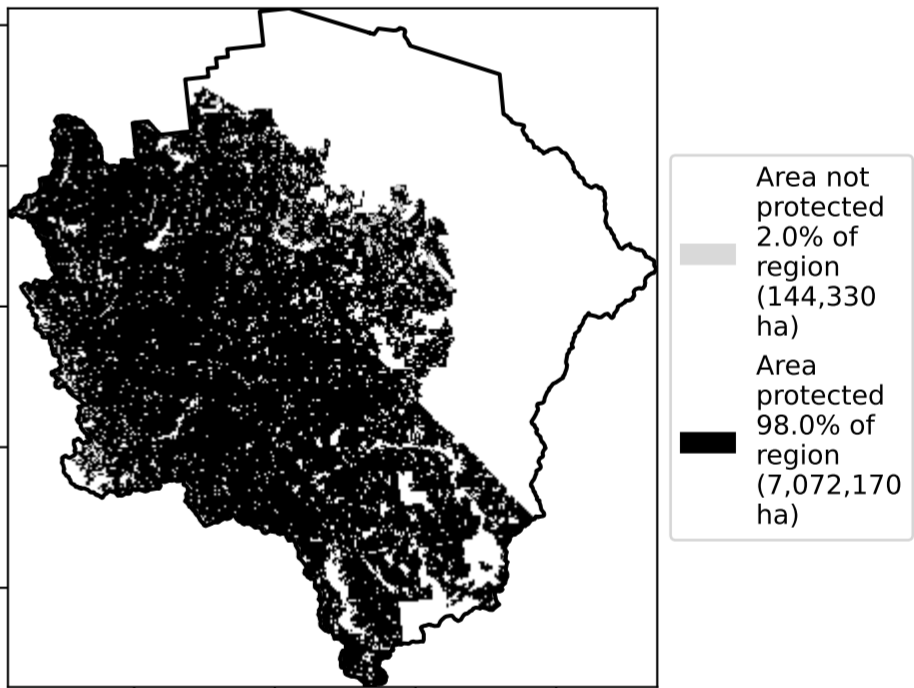 Area not
protected
2.0% of
region
(144,330
ha)
Area
protected
98.0% of
region
(7,072,170
ha)